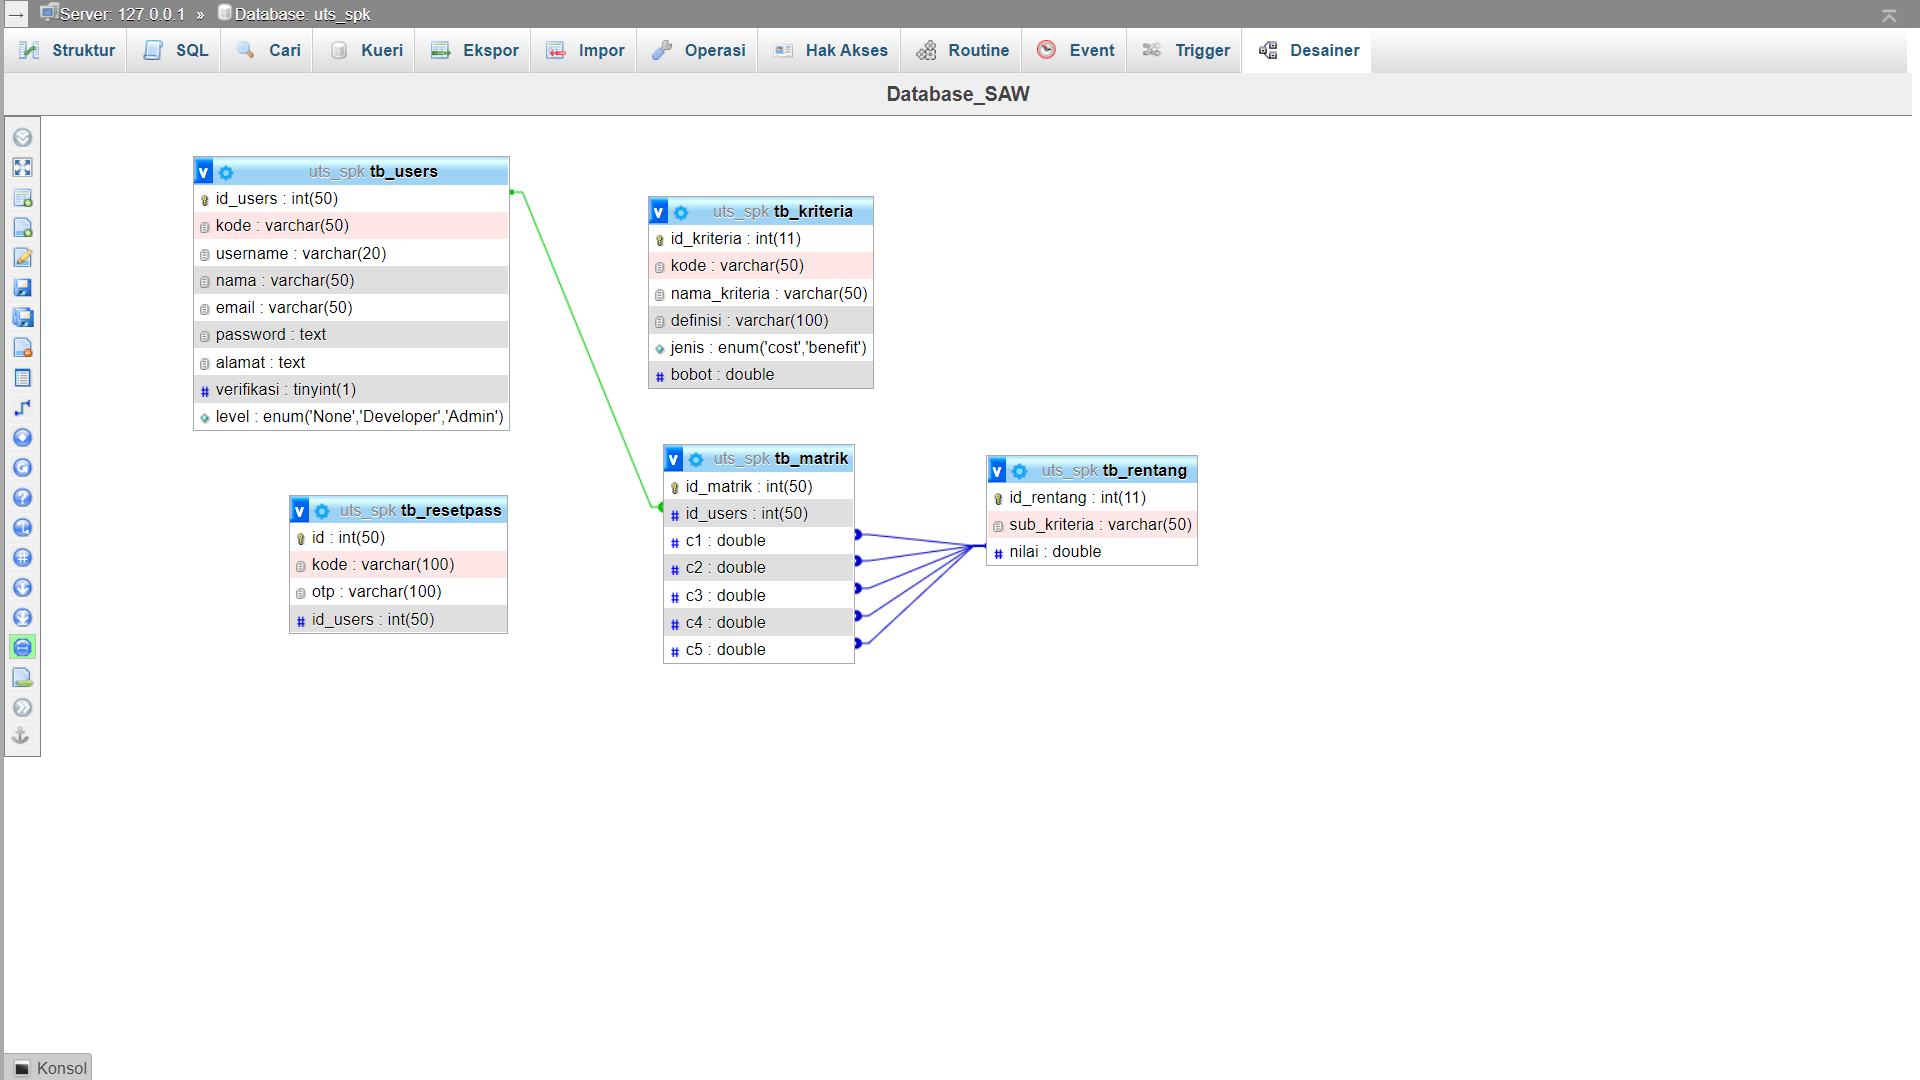 Server: 127.0.0.1 » Database: uts_spk
Struktur SQL Cari Kueri Ekspor Impor Operasi Hak Akses Routine Event Trigger Desainer
Database_SAW
v uts_spk tb_users
id_users : int(50)
kode : varchar(50)
username : varchar(20)
nama : varchar(50)
email : varchar(50)
password : text
alamat : text
# verifikasi : tinyint(1)
level : enum('None','Developer','Admin')
v uts_spk tb_kriteria
id_kriteria : int(11)
kode : varchar(50)
nama_kriteria : varchar(50)
definisi : varchar(100)
jenis : enum('cost','benefit')
# bobot : double
v uts_spk tb_resetpass
id : int(50)
kode : varchar(100)
otp : varchar(100)
# id_users : int(50)
v uts_spk tb_matrik
id_matrik : int(50)
# id_users : int(50)
# c1 : double
# c2 : double
# c3 : double
# c4 : double
# c5 : double
v uts_spk tb_rentang
id_rentang : int(11)
sub_kriteria : varchar(50)
# nilai : double
Konsol